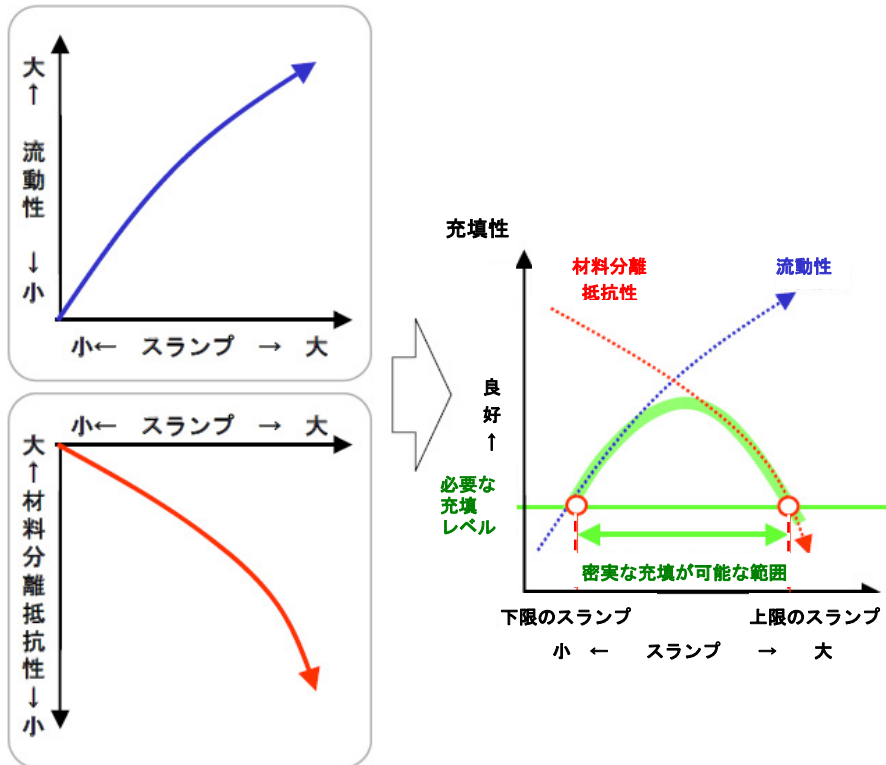 大↑ 流動性 ↓小
小← スランプ → 大
小← スランプ → 大
大↑材料分離抵抗性↓小
充填性
材料分離
抵抗性
流動性
良好↑
必要な
充填
レベル
密実な充填が可能な範囲
下限のスランプ
上限のスランプ
小 ← スランプ → 大